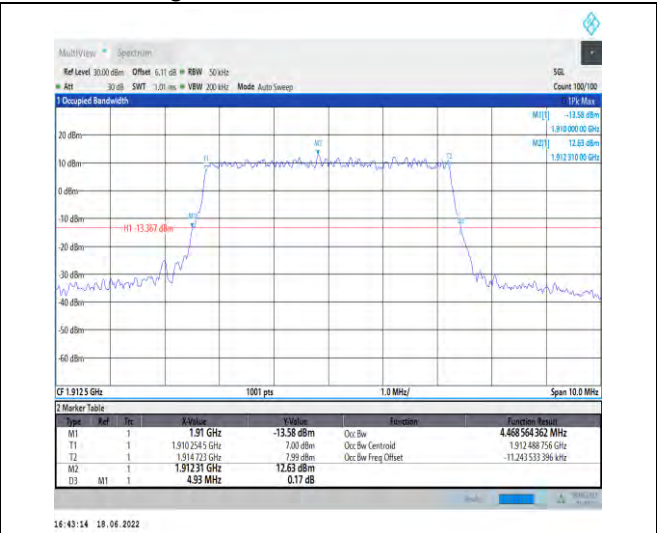 MultiView Spectrum
Ref Level 30.00 dBm Offset 6.11 dB RBW 50 kHz SGL
Att 30 dB SWT 1.01 ms VBW 200 kHz Mode Auto Sweep Count 100/100
1 Occupied Bandwidth 1Pk Max
M1[1] -13.58 dBm
1.910 000 00 GHz
M2[1] 12.63 dBm
1.912 310 00 GHz
20 dBm
M2
T1 T2
10 dBm
0 dBm
-10 dBm
M1
H1 -13.367 dBm
-20 dBm
-30 dBm
-40 dBm
-50 dBm
-60 dBm
CF 1.912 5 GHz 1001 pts 1.0 MHz/ Span 10.0 MHz
2 Marker Table
Type Ref Trc X-Value Y-Value Function Function Result
M1 1 1.91 GHz -13.58 dBm Occ Bw 4.468 564 362 MHz
T1 1 1.910 254 5 GHz 7.00 dBm Occ Bw Centroid 1.912 488 756 GHz
T2 1 1.914 723 GHz 7.99 dBm Occ Bw Freq Offset -11.243 533 396 kHz
M2 1 1.912 31 GHz 12.63 dBm
D3 M1 1 4.93 MHz 0.17 dB
16:43:14 18.06.2022